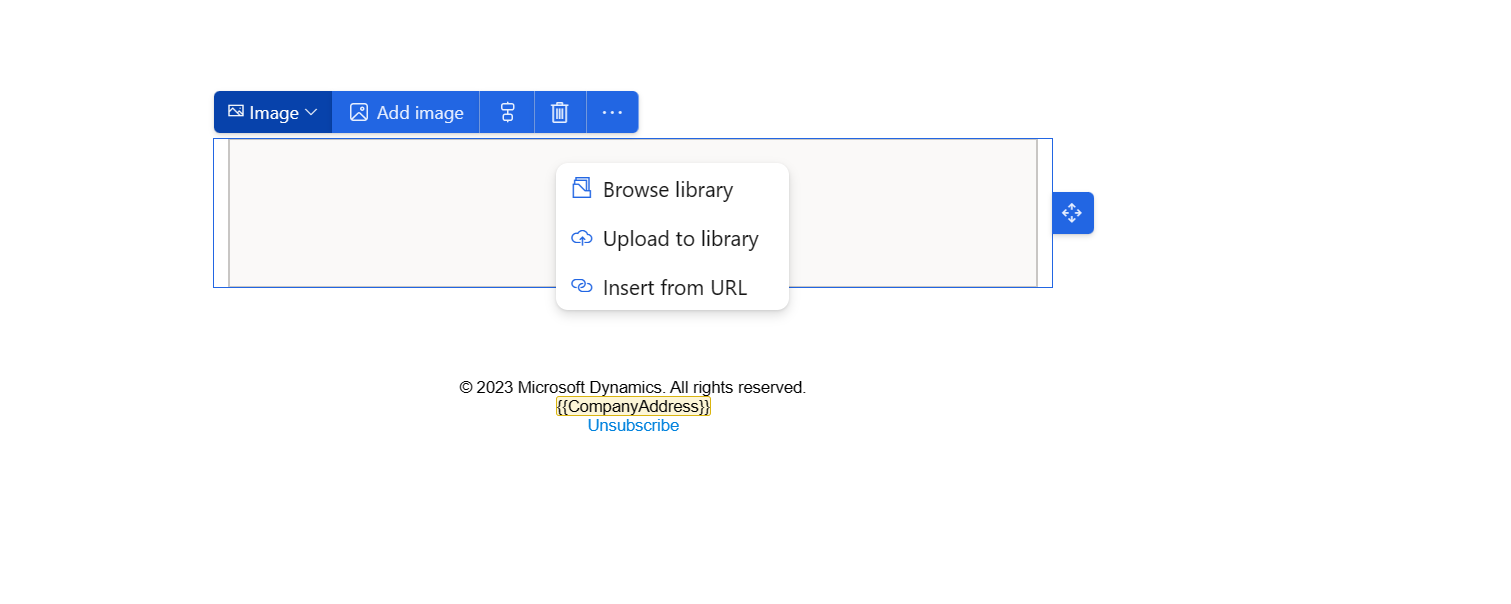 Image
Add image
Browse library
Upload to library
Insert from URL
© 2023 Microsoft Dynamics. All rights reserved.
{{CompanyAddress}}
Unsubscribe